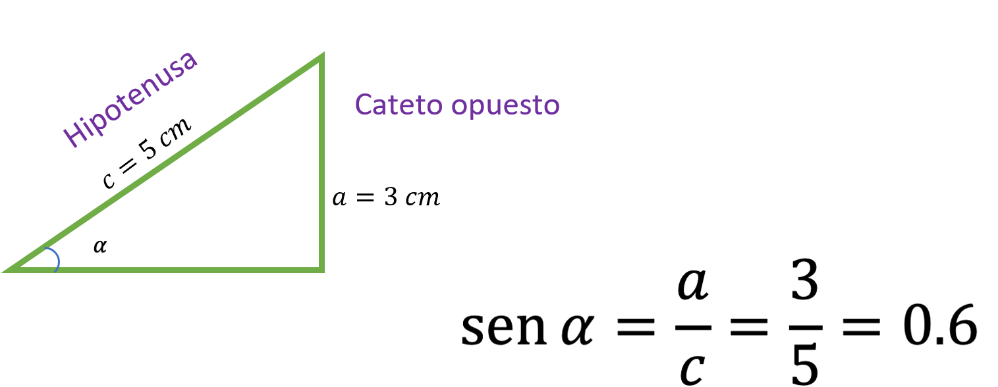 Hipotenusa
c = 5 cm
Cateto opuesto
a = 3 cm
α
sen α = a/c = 3/5 = 0.6